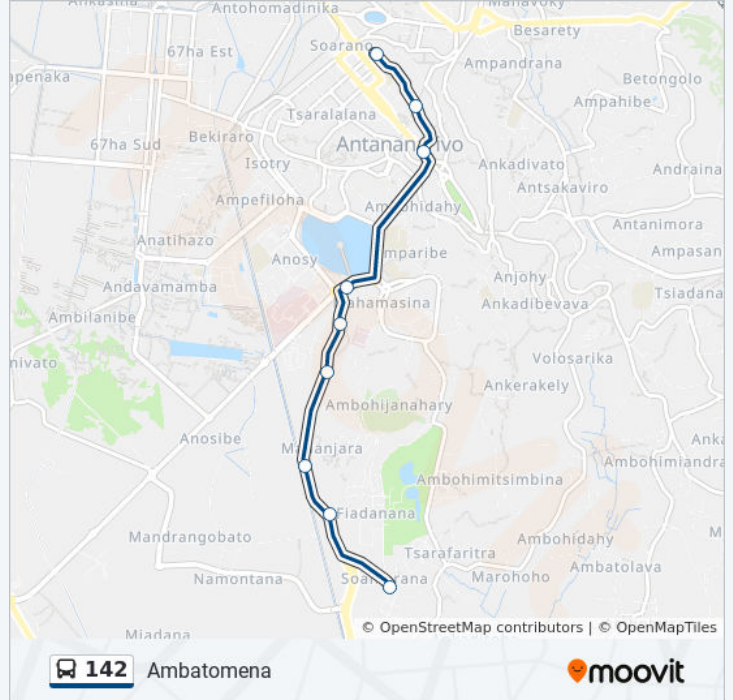 Ankasina
Antohomadinika
Manavoky
Besarety
Soarano
67ha Est
Ampandrana
apenaka
Betongolo
Ampahibe
Tsaralalana
Bekiraro
67ha Sud
Isotry
Ankadivato
Andraina
Antsakaviro
Ampefiloha
Antanimora
Anatihazo
Anosy
mparibe
Ampasan
Anjohy
Andavamamba
Tsiadana
ahamasina
Ankadibevava
Ambilanibe
Volosarika
nivato
Ankerakely
Ambohijanahary
Anosibe
Anka
Ambohimiandra
Ambohimitsimbina
Fiadanana
M
Mandrangobato
Ambohidahy
Tsarafaritra
Ambatolava
Namontana
Marohoho
© OpenStreetMap contributors | © OpenMapTiles
Miadana
142 Ambatomena
moovit